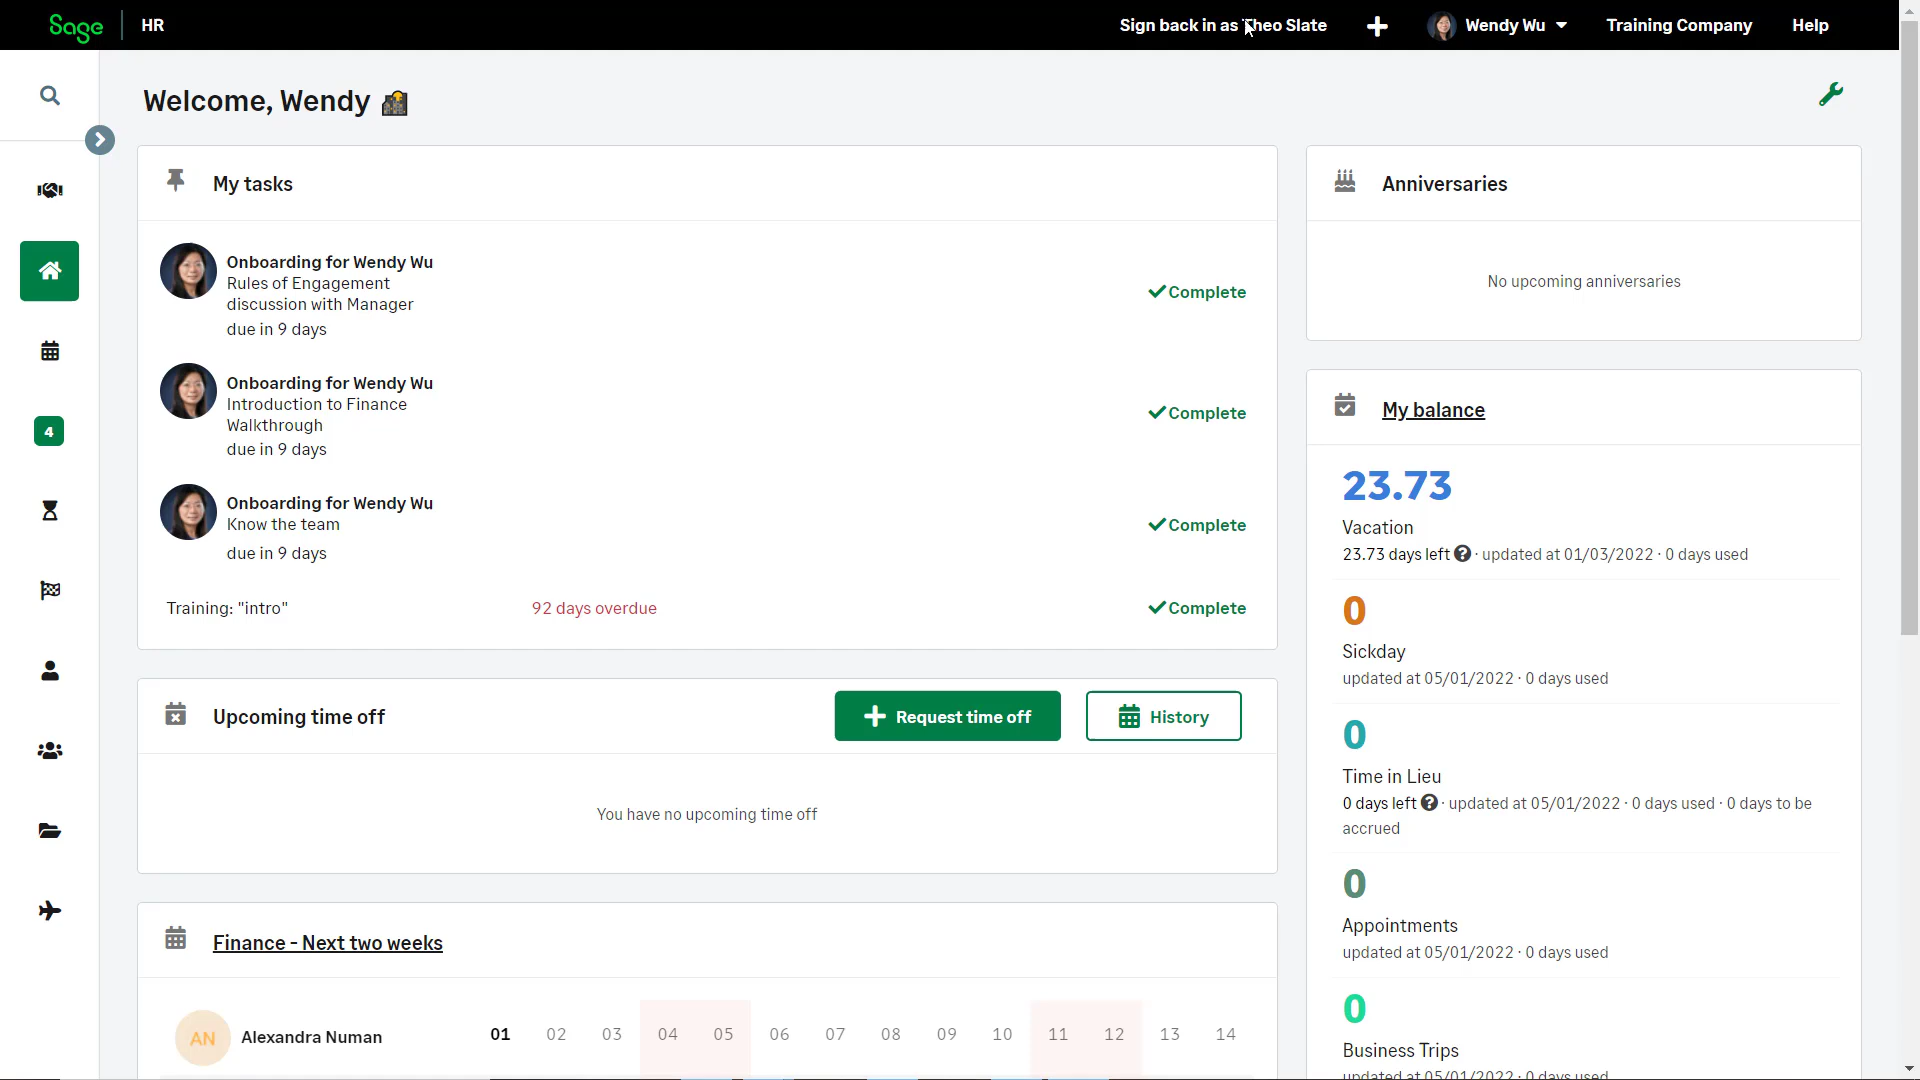 Sage HR
Sign back in as Theo Slate
Wendy Wu
Training Company
Help
Welcome, Wendy
My tasks
Onboarding for Wendy Wu
Rules of Engagement
discussion with Manager
due in 9 days
Complete
Onboarding for Wendy Wu
Introduction to Finance
Walkthrough
due in 9 days
Complete
Onboarding for Wendy Wu
Know the team
due in 9 days
Complete
Training: "intro" 92 days overdue Complete
4
Upcoming time off
Request time off
History
You have no upcoming time off
Finance - Next two weeks
AN Alexandra Numan 01 02 03 04 05 06 07 08 09 10 11 12 13 14
Anniversaries
No upcoming anniversaries
My balance
23.73
Vacation
23.73 days left ? · updated at 01/03/2022 · 0 days used
0
Sickday
updated at 05/01/2022 · 0 days used
0
Time in Lieu
0 days left ? · updated at 05/01/2022 · 0 days used · 0 days to be
accrued
0
Appointments
updated at 05/01/2022 · 0 days used
0
Business Trips
updated at 05/01/2022 · 0 days used